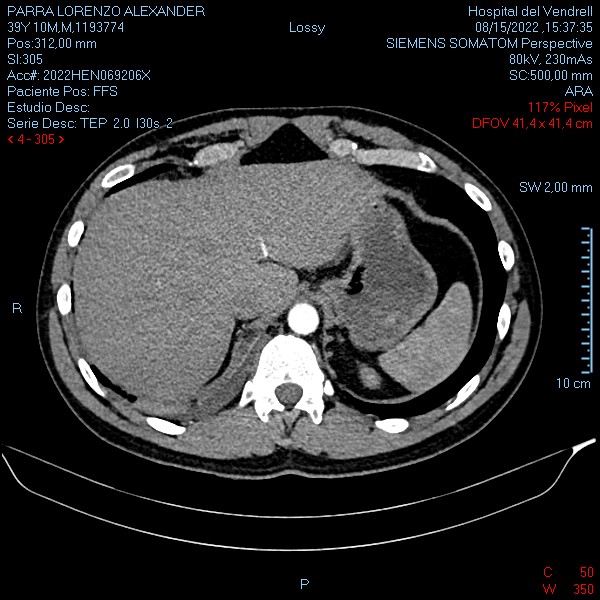 PARRA LORENZO ALEXANDER
39Y 10M,M,1193774
Pos:312,00 mm
SI:305
Acc#: 2022HEN069206X
Paciente Pos: FFS
Estudio Desc:
Serie Desc: TEP 2.0 I30s 2
< 4 - 305 >
Lossy
Hospital del Vendrell
08/15/2022 ,15:37:35
SIEMENS SOMATOM Perspective
80kV, 230mAs
SC:500,00 mm
ARA
117% Pixel
DFOV 41,4 x 41,4 cm
SW 2,00 mm
R
10 cm
P
C 50
W 350